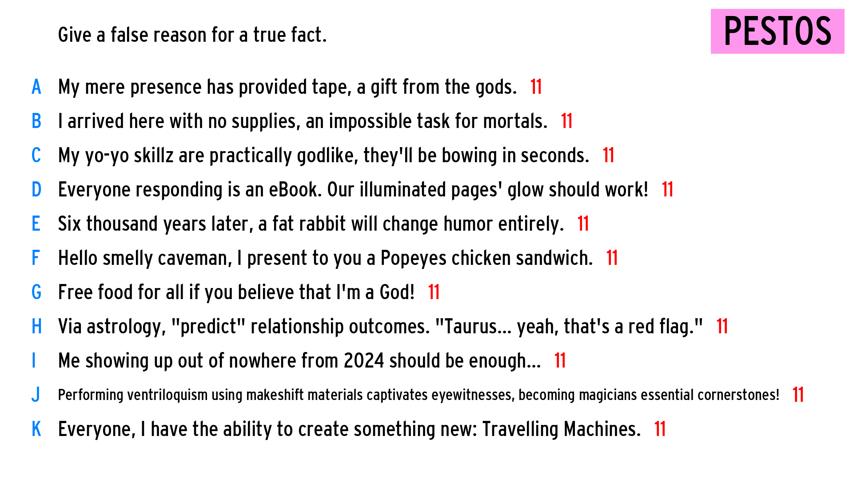 Give a false reason for a true fact.
PESTOS
A My mere presence has provided tape, a gift from the gods. 11
B I arrived here with no supplies, an impossible task for mortals. 11
C My yo-yo skillz are practically godlike, they'll be bowing in seconds. 11
D Everyone responding is an eBook. Our illuminated pages' glow should work! 11
E Six thousand years later, a fat rabbit will change humor entirely. 11
F Hello smelly caveman, I present to you a Popeyes chicken sandwich. 11
G Free food for all if you believe that I'm a God! 11
H Via astrology, "predict" relationship outcomes. "Taurus... yeah, that's a red flag." 11
I Me showing up out of nowhere from 2024 should be enough... 11
J Performing ventriloquism using makeshift materials captivates eyewitnesses, becoming magicians essential cornerstones! 11
K Everyone, I have the ability to create something new: Travelling Machines. 11